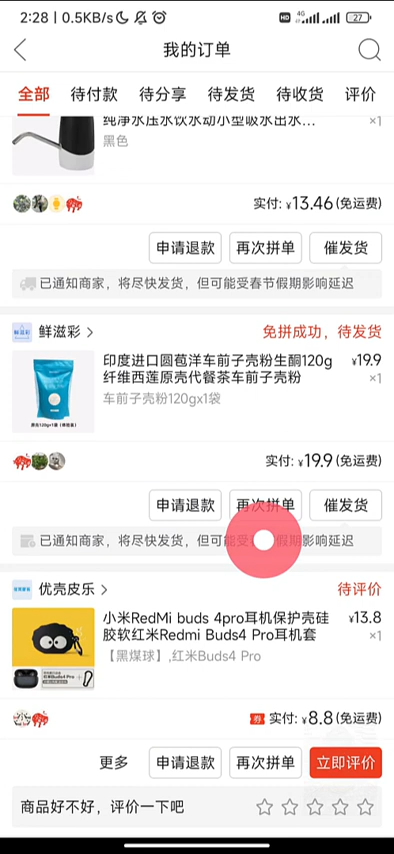 2:28 | 0.5KB/s
HD 4G 27
我的订单
全部 待付款 待分享 待发货 待收货 评价
纯净水压水饮水动小型吸水出水... ×1
黑色
实付: ¥13.46(免运费)
申请退款 再次拼单 催发货
已通知商家，将尽快发货，但可能受春节假期影响延迟
鲜滋彩 免拼成功，待发货
印度进口圆苞洋车前子壳粉生酮120g ¥19.9
纤维西莲原壳代餐茶车前子壳粉 ×1
车前子壳粉120gx1袋
实付: ¥19.9(免运费)
申请退款 再次拼单 催发货
已通知商家，将尽快发货，但可能受 假期影响延迟
优壳皮乐 待评价
小米RedMi buds 4pro耳机保护壳硅 ¥13.8
胶软红米Redmi Buds4 Pro耳机套 ×1
【黑煤球】,红米Buds4 Pro
券 实付: ¥8.8(免运费)
更多 申请退款 再次拼单 立即评价
商品好不好，评价一下吧